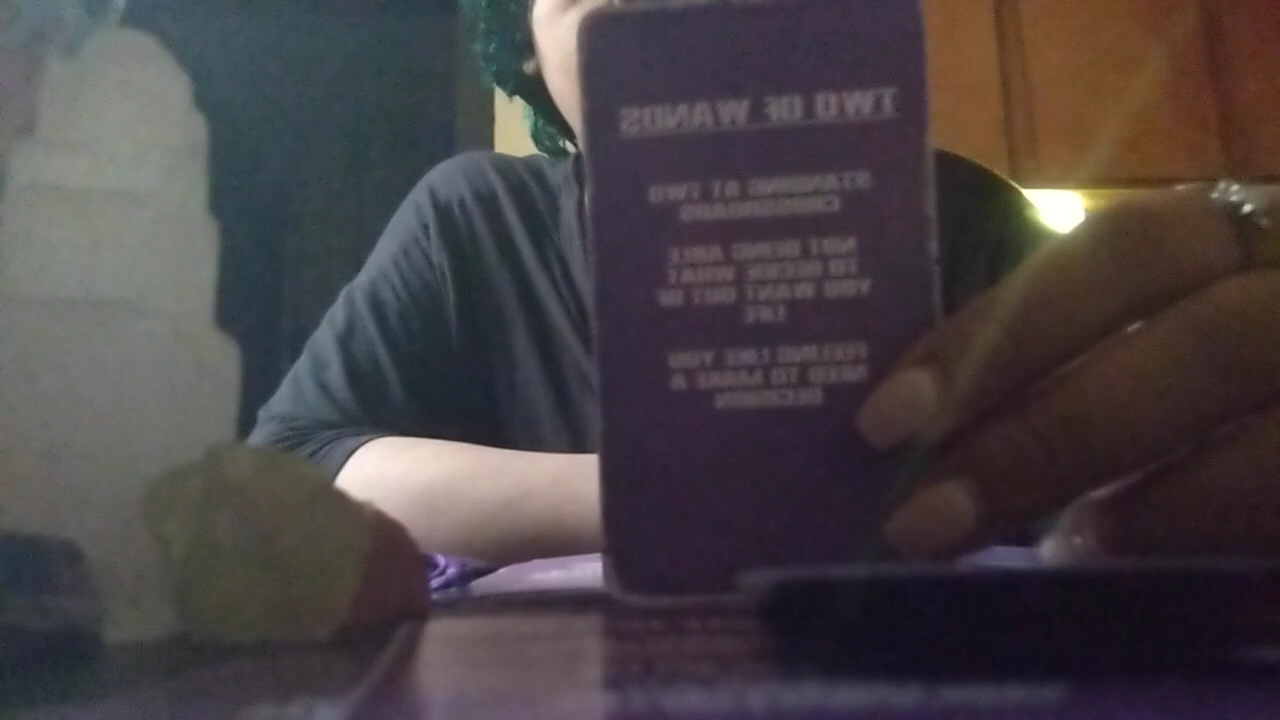 TWO OF WANDS
STANDING AT TWO
CROSSROADS
NOT BEING ABLE
TO DECIDE WHAT
YOU WANT OUT OF
LIFE
FEELING LIKE YOU
NEED TO MAKE A
DECISION